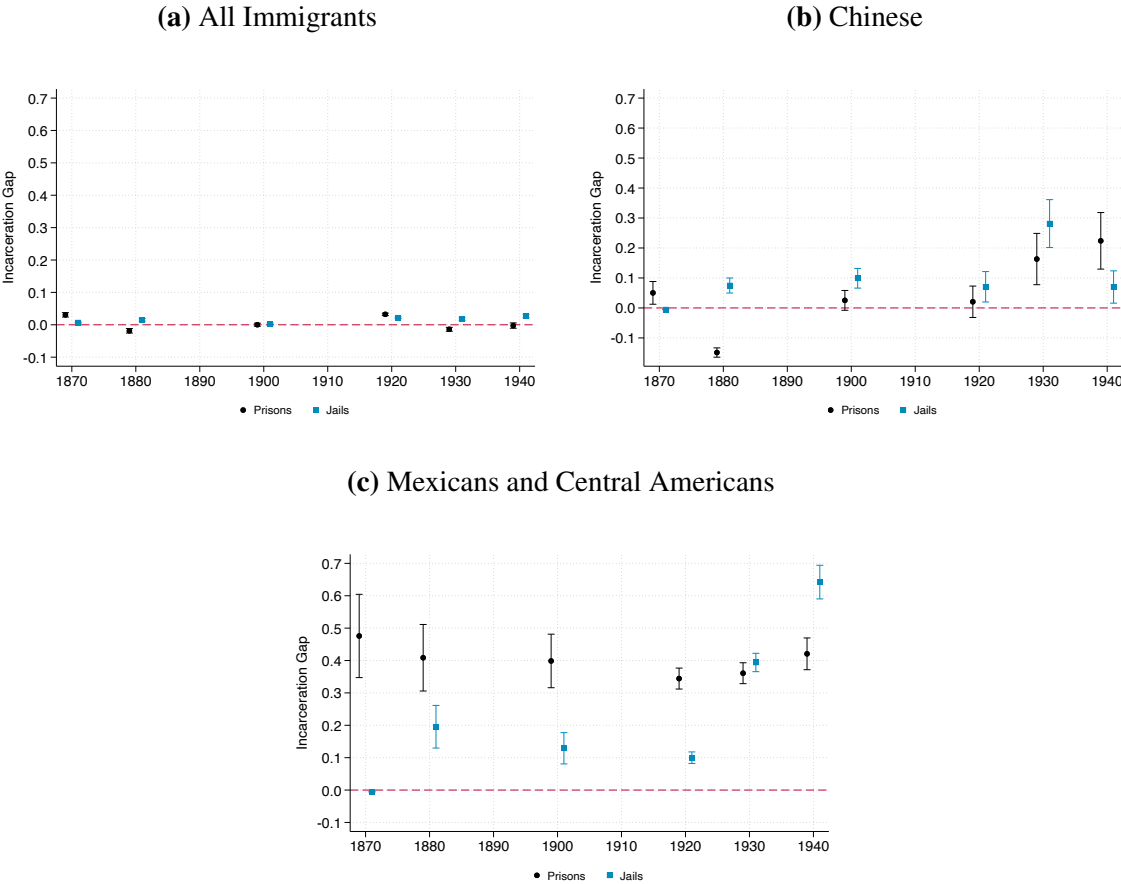 (a) All Immigrants
Incarceration Gap
0.7
0.6
0.5
0.4
0.3
0.2
0.1
0.0
-0.1
1870 1880 1890 1900 1910 1920 1930 1940
Prisons Jails
(b) Chinese
Incarceration Gap
0.7
0.6
0.5
0.4
0.3
0.2
0.1
0.0
-0.1
1870 1880 1890 1900 1910 1920 1930 1940
Prisons Jails
(c) Mexicans and Central Americans
Incarceration Gap
0.7
0.6
0.5
0.4
0.3
0.2
0.1
0.0
-0.1
1870 1880 1890 1900 1910 1920 1930 1940
Prisons Jails